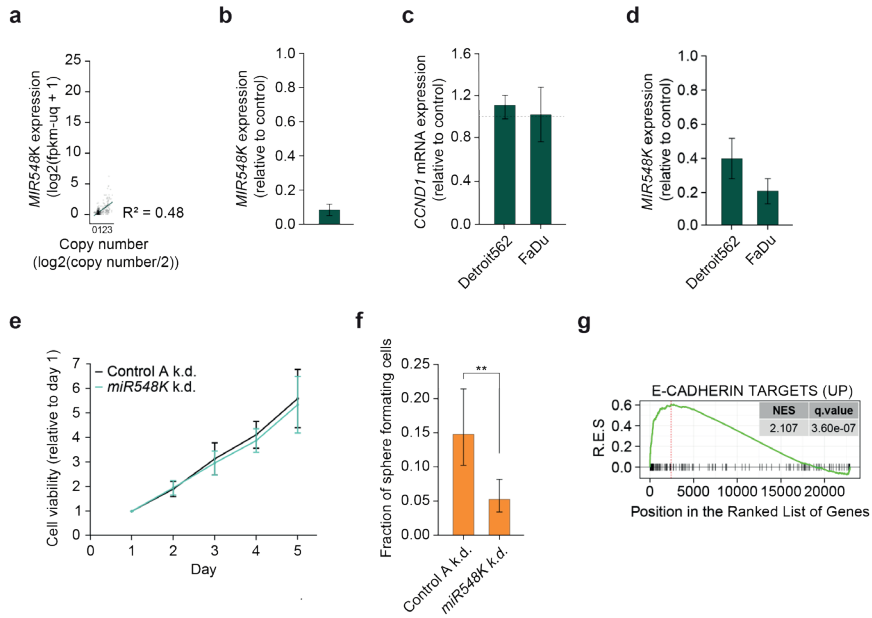 a
MIR548K expression
(log2(fpkm-uq + 1)
25
20
15
10
5
0
0123
R² = 0.48
Copy number
(log2(copy number/2))
b
MIR548K expression
(relative to control)
1.0
0.8
0.6
0.4
0.2
0.0
c
CCND1 mRNA expression
(relative to control)
1.6
1.2
0.8
0.4
1.0
Detroit562
FaDu
d
MIR548K expression
(relative to control)
1.0
0.8
0.6
0.4
0.2
0.0
Detroit562
FaDu
e
Cell viability (relative to day 1)
7
6
5
4
3
2
1
0
Control A k.d.
miR548K k.d.
0 1 2 3 4 5
Day
f
Fraction of sphere formating cells
0.25
0.20
0.15
0.10
0.05
0.00
**
Control A k.d.
miR548K k.d.
g
E-CADHERIN TARGETS (UP)
R.E.S
0.6
0.4
0.2
0.0
NES q.value
2.107 3.60e-07
0 5000 10000 15000 20000
Position in the Ranked List of Genes